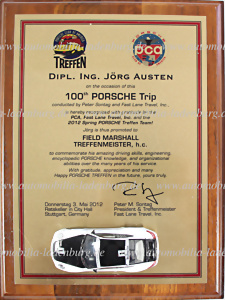 TREFFEN
pca
DIPL. ING. JÖRG AUSTEN
on the occasion of this
100th PORSCHE Trip
conducted by Peter Sontag and Fast Lane Travel, Inc.
is hereby recognized
PCA, Fast Lane Travel, Inc. and the
2012 Spring PORSCHE Treffen Team!
Jörg is thus promoted to
FIELD MARSHALL
TREFFENMEISTER, h.c.
to commemorate his amazing driving skills, engineering
encyclopedic PORSCHE knowledge, and organizational
abilities over the many years of his service.
With gratitude, appreciation and many
Happy PORSCHE TREFFEN in the future, yours truly,
Donnerstag 3. Mai 2012
Peter M. Sontag
Ratskeller in City Hall
President & Treffenmeister
Stuttgart, Germany
Fast Lane Travel, Inc.